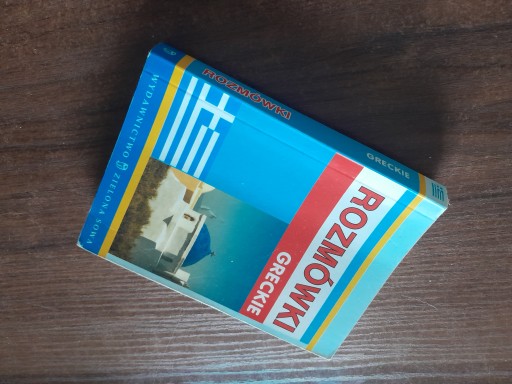 ROZMÓWKI
GRECKIE
ROZMÓWKI
GRECKIE
WYDAWNICTWO ZIELONA SOWA